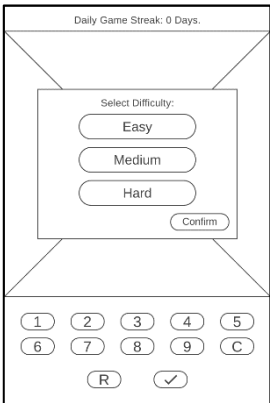 Daily Game Streak: 0 Days.
Select Difficulty:
Easy
Medium
Hard
Confirm
1 2 3 4 5
6 7 8 9 C
R ✓